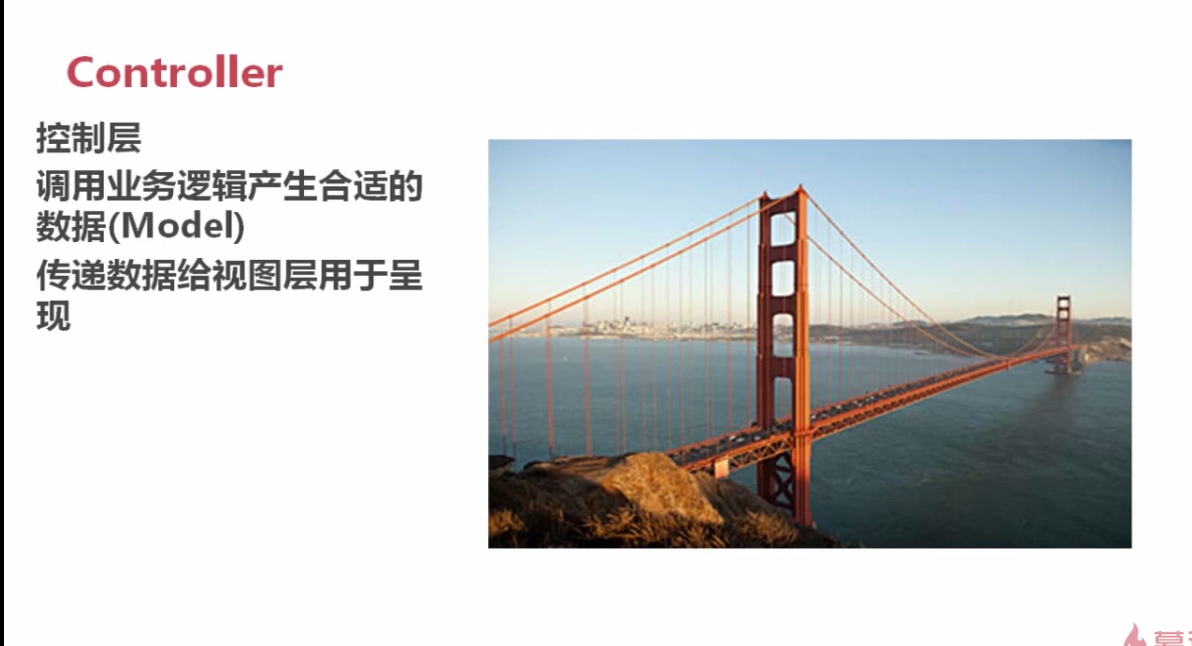 Controller
控制层
调用业务逻辑产生合适的
数据(Model)
传递数据给视图层用于呈
现